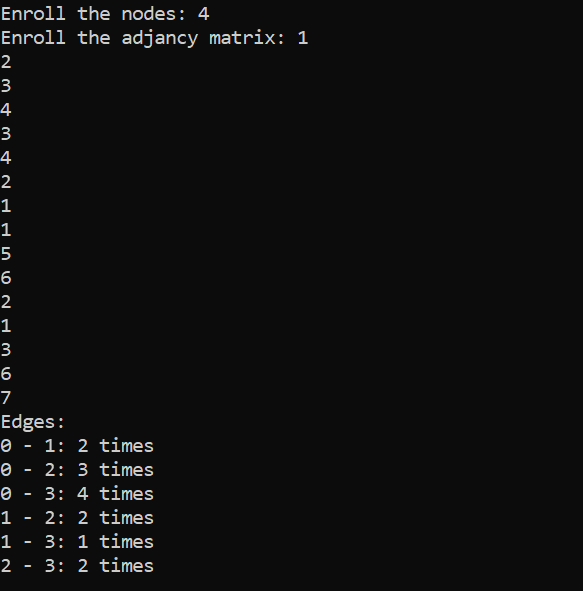 Enroll the nodes: 4
Enroll the adjancy matrix: 1
2
3
4
3
4
2
1
1
5
6
2
1
3
6
7
Edges:
0 - 1: 2 times
0 - 2: 3 times
0 - 3: 4 times
1 - 2: 2 times
1 - 3: 1 times
2 - 3: 2 times